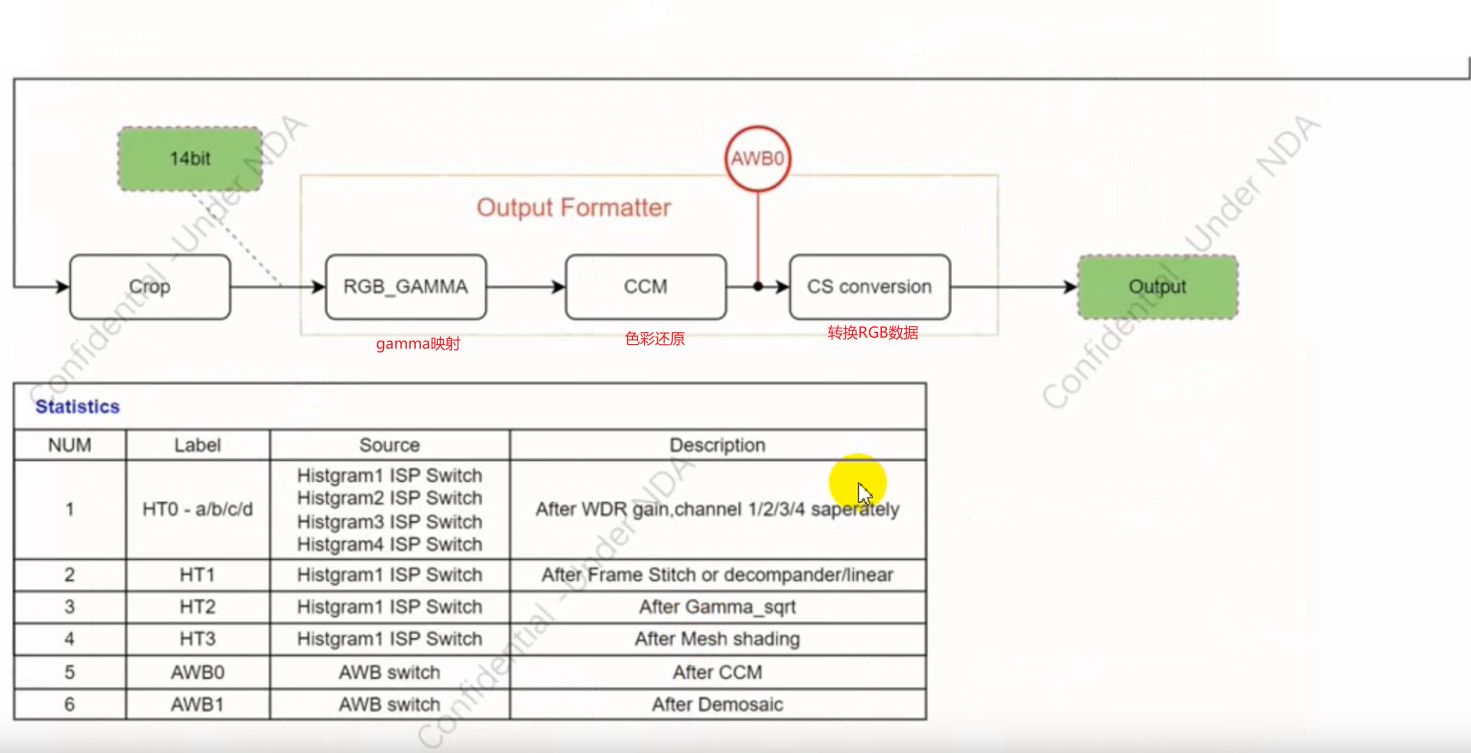 14bit
AWB0
Output Formatter
Crop
RGB_GAMMA
CCM
CS conversion
Output
gamma映射
色彩还原
转换RGB数据
Statistics
NUM Label Source Description
1 HT0 - a/b/c/d Histgram1 ISP Switch
Histgram2 ISP Switch
Histgram3 ISP Switch
Histgram4 ISP Switch
After WDR gain,channel 1/2/3/4 saperately
2 HT1 Histgram1 ISP Switch After Frame Stitch or decompander/linear
3 HT2 Histgram1 ISP Switch After Gamma_sqrt
4 HT3 Histgram1 ISP Switch After Mesh shading
5 AWB0 AWB switch After CCM
6 AWB1 AWB switch After Demosaic
Confidential -Under NDA
Confidential -Under NDA
Confidential -Under NDA